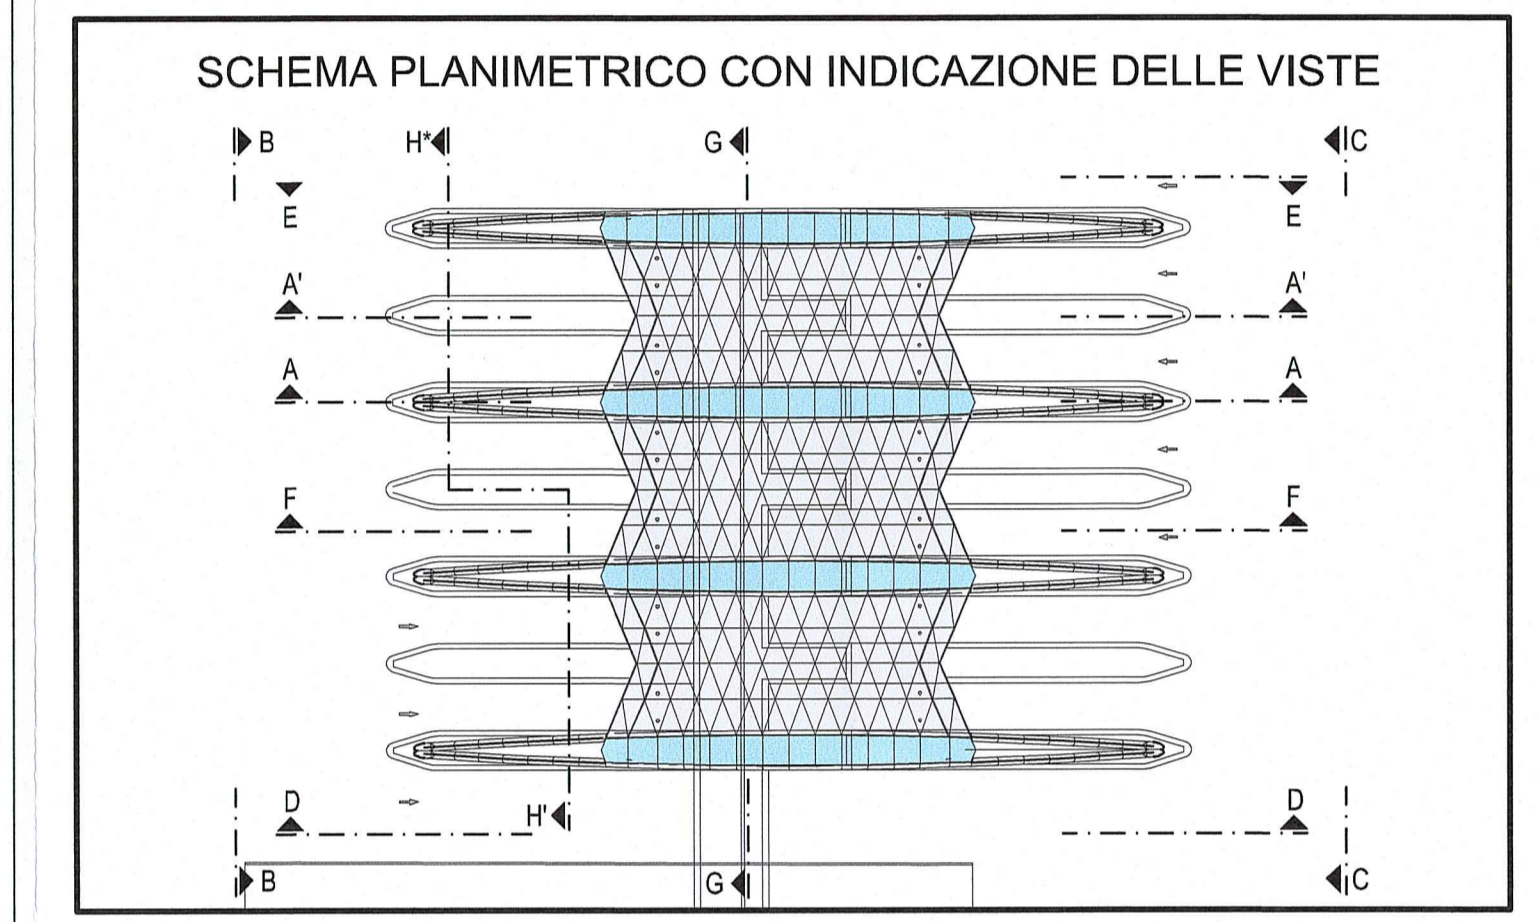 SCHEMA PLANIMETRICO CON INDICAZIONE DELLE VISTE
B H* G C
E E
A' A'
A A
F F
D D
H'
B G C